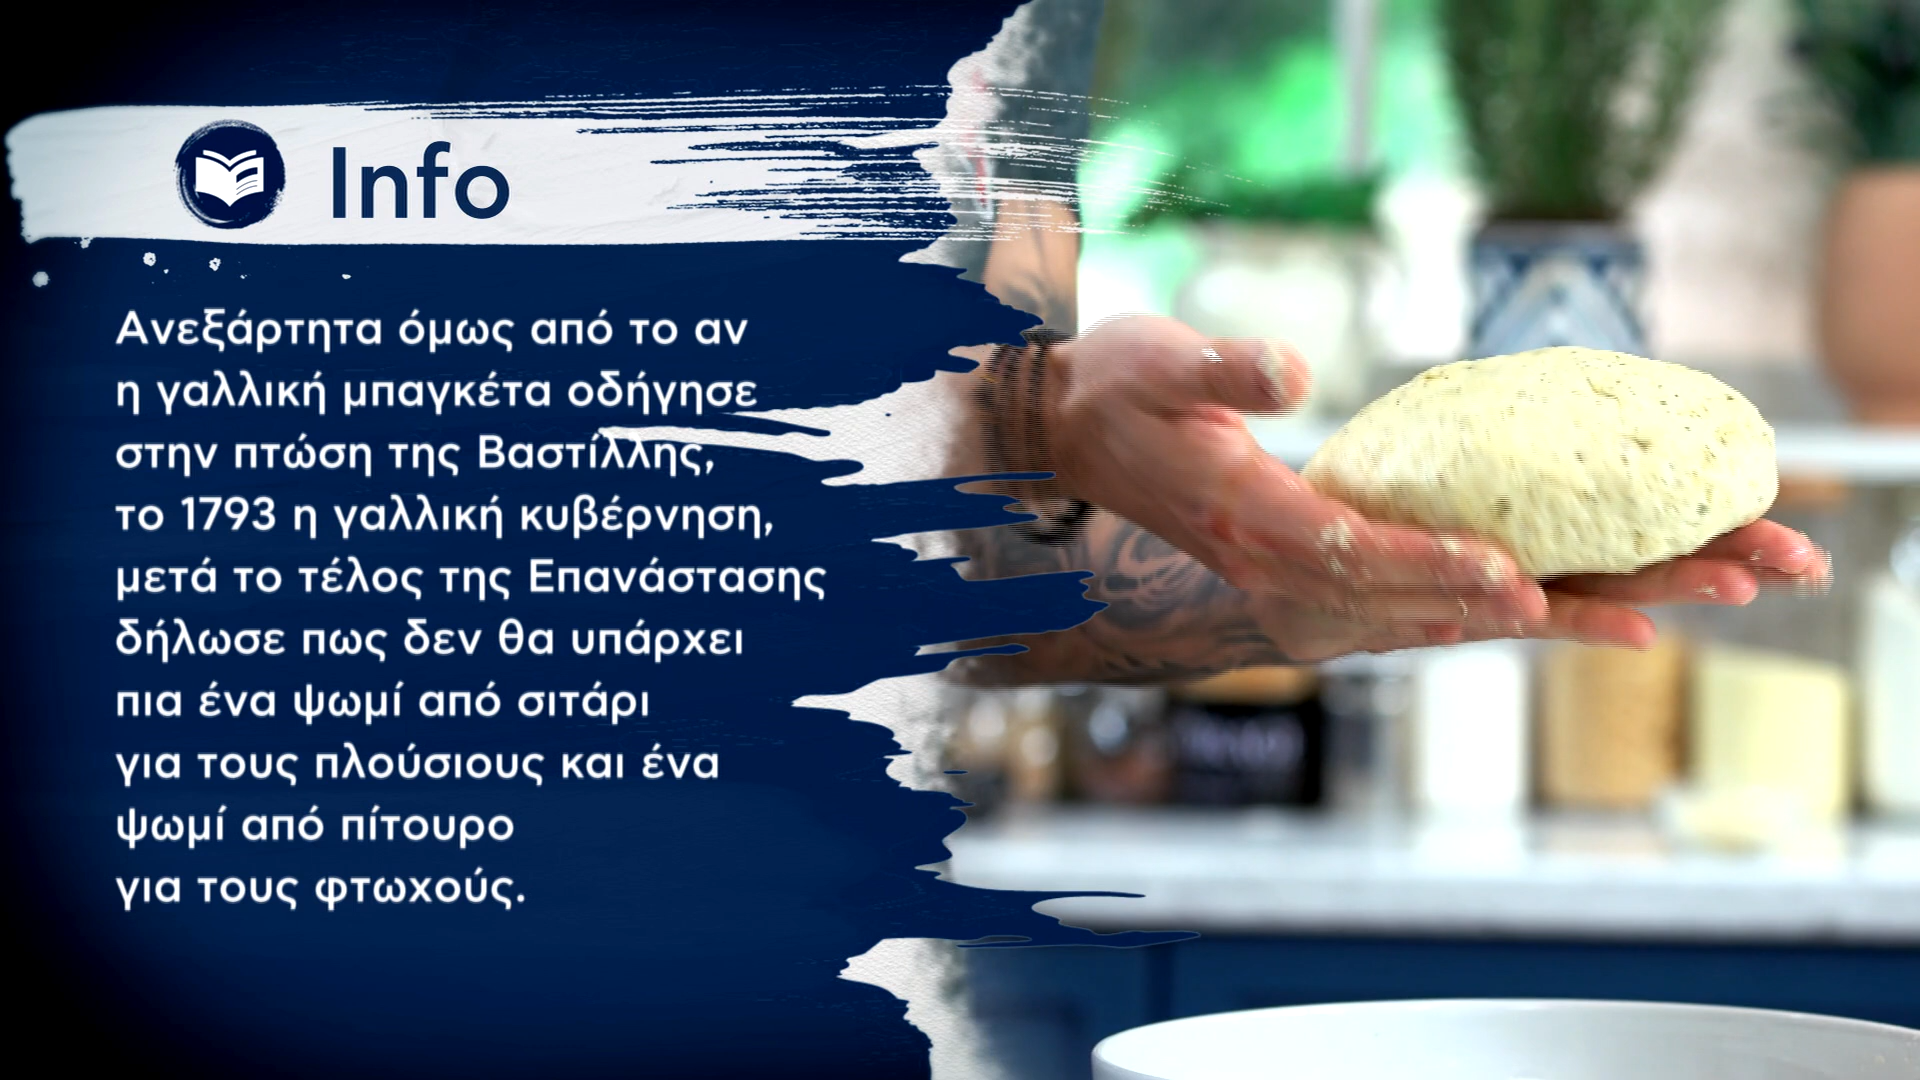 Info
Ανεξάρτητα όμως από το αν
η γαλλική μπαγκέτα οδήγησε
στην πτώση της Βαστίλλης,
το 1793 η γαλλική κυβέρνηση,
μετά το τέλος της Επανάστασης
δήλωσε πως δεν θα υπάρχει
πια ένα ψωμί από σιτάρι
για τους πλούσιους και ένα
ψωμί από πίτουρο
για τους φτωχούς.